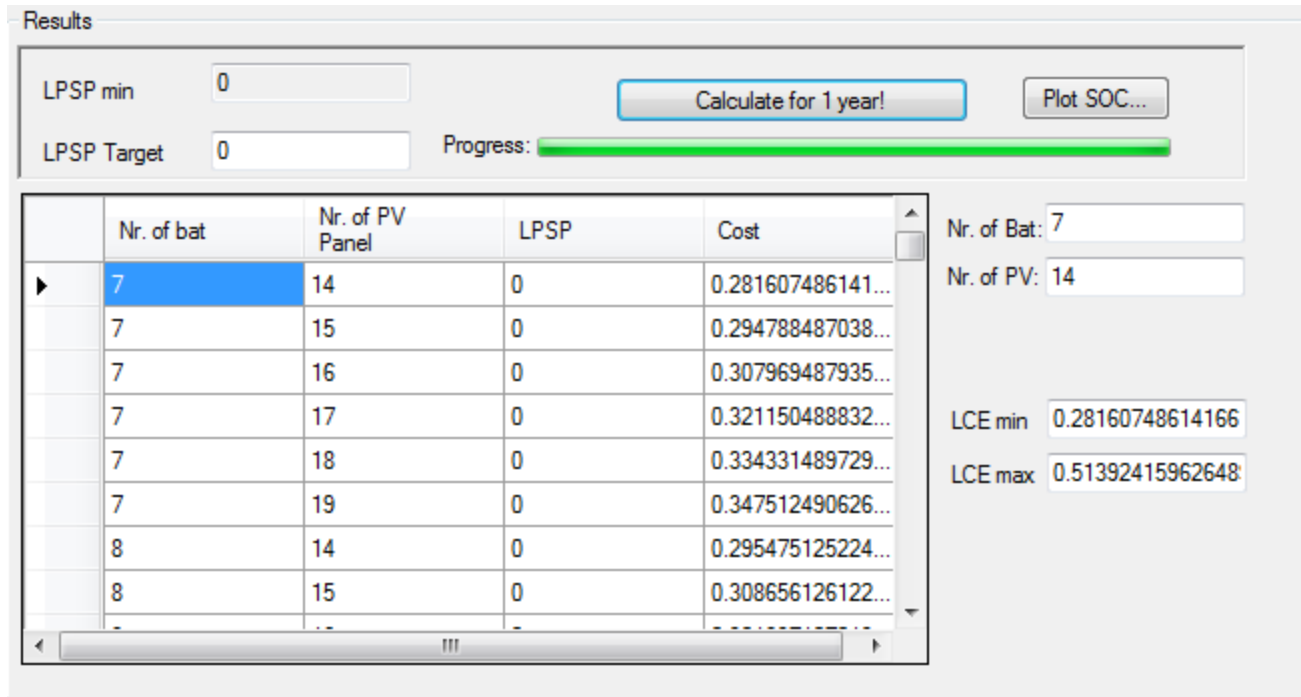 Results
LPSP min 0
Calculate for 1 year!
Plot SOC...
LPSP Target 0
Progress:
Nr. of bat Nr. of PV Panel LPSP Cost
7 14 0 0.281607486141...
7 15 0 0.294788487038...
7 16 0 0.307969487935...
7 17 0 0.321150488832...
7 18 0 0.334331489729...
7 19 0 0.347512490626...
8 14 0 0.295475125224...
8 15 0 0.308656126122...
Nr. of Bat: 7
Nr. of PV: 14
LCE min 0.28160748614166
LCE max 0.5139241596264